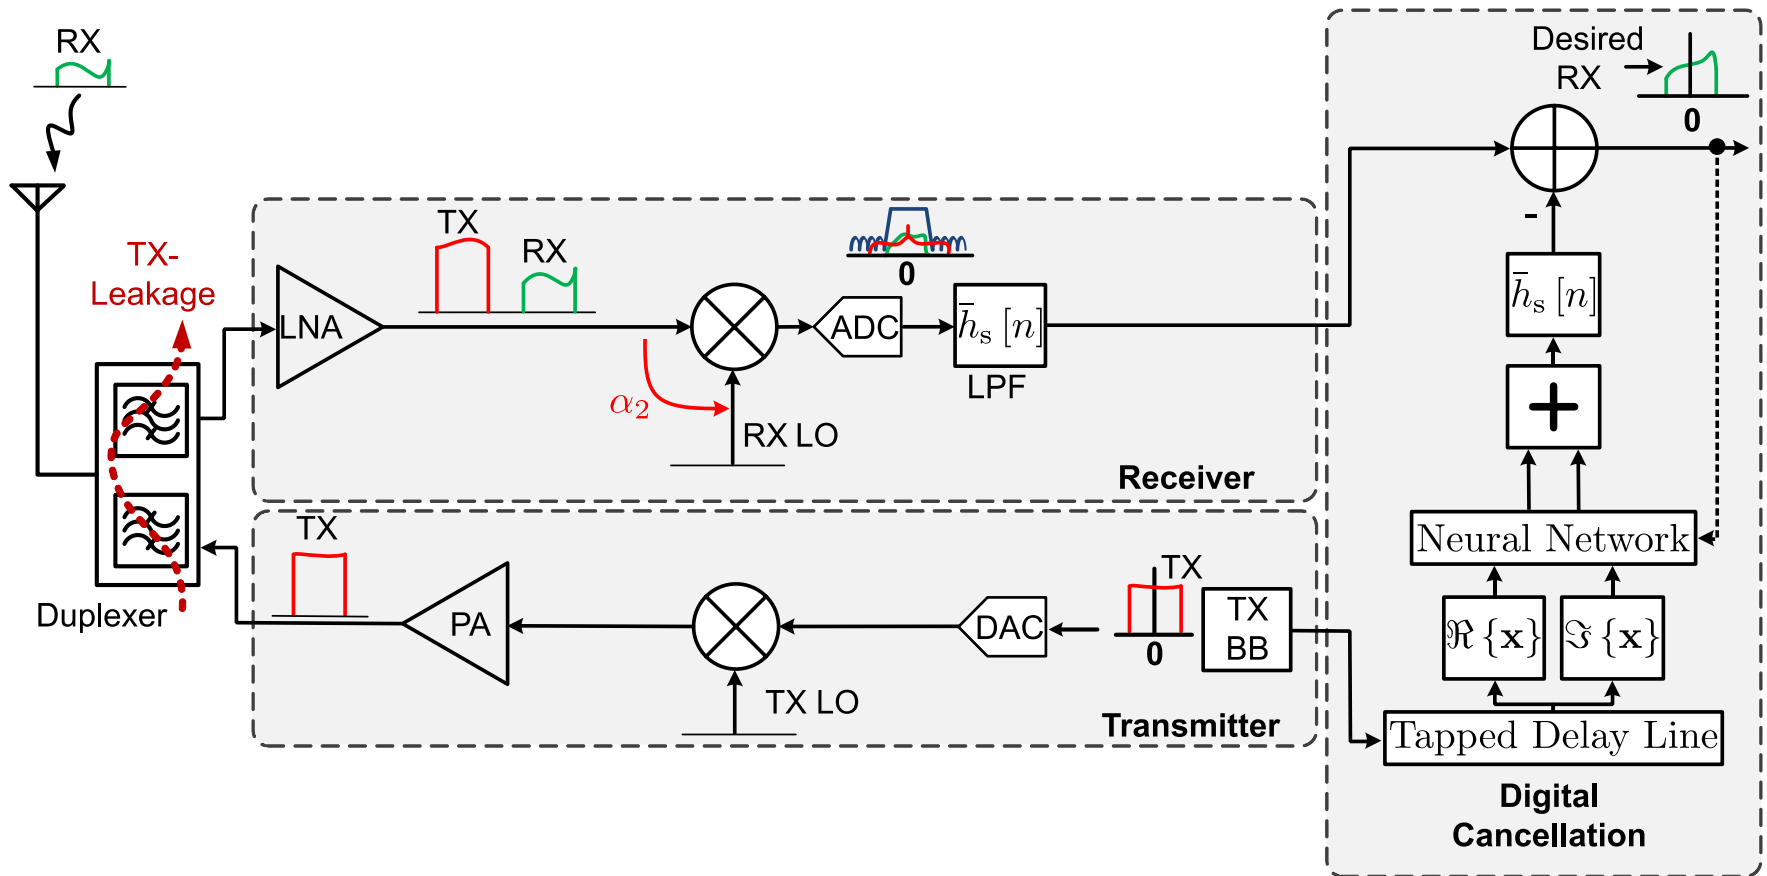 RX
TX-
Leakage
Duplexer
LNA
TX
RX
α₂
RX LO
0
ADC
h̄ₛ [n]
LPF
Receiver
TX
PA
TX LO
DAC
TX
0
TX
BB
Transmitter
Desired
RX
0
-
h̄ₛ [n]
+
Neural Network
ℜ {x}
ℑ {x}
Tapped Delay Line
Digital
Cancellation